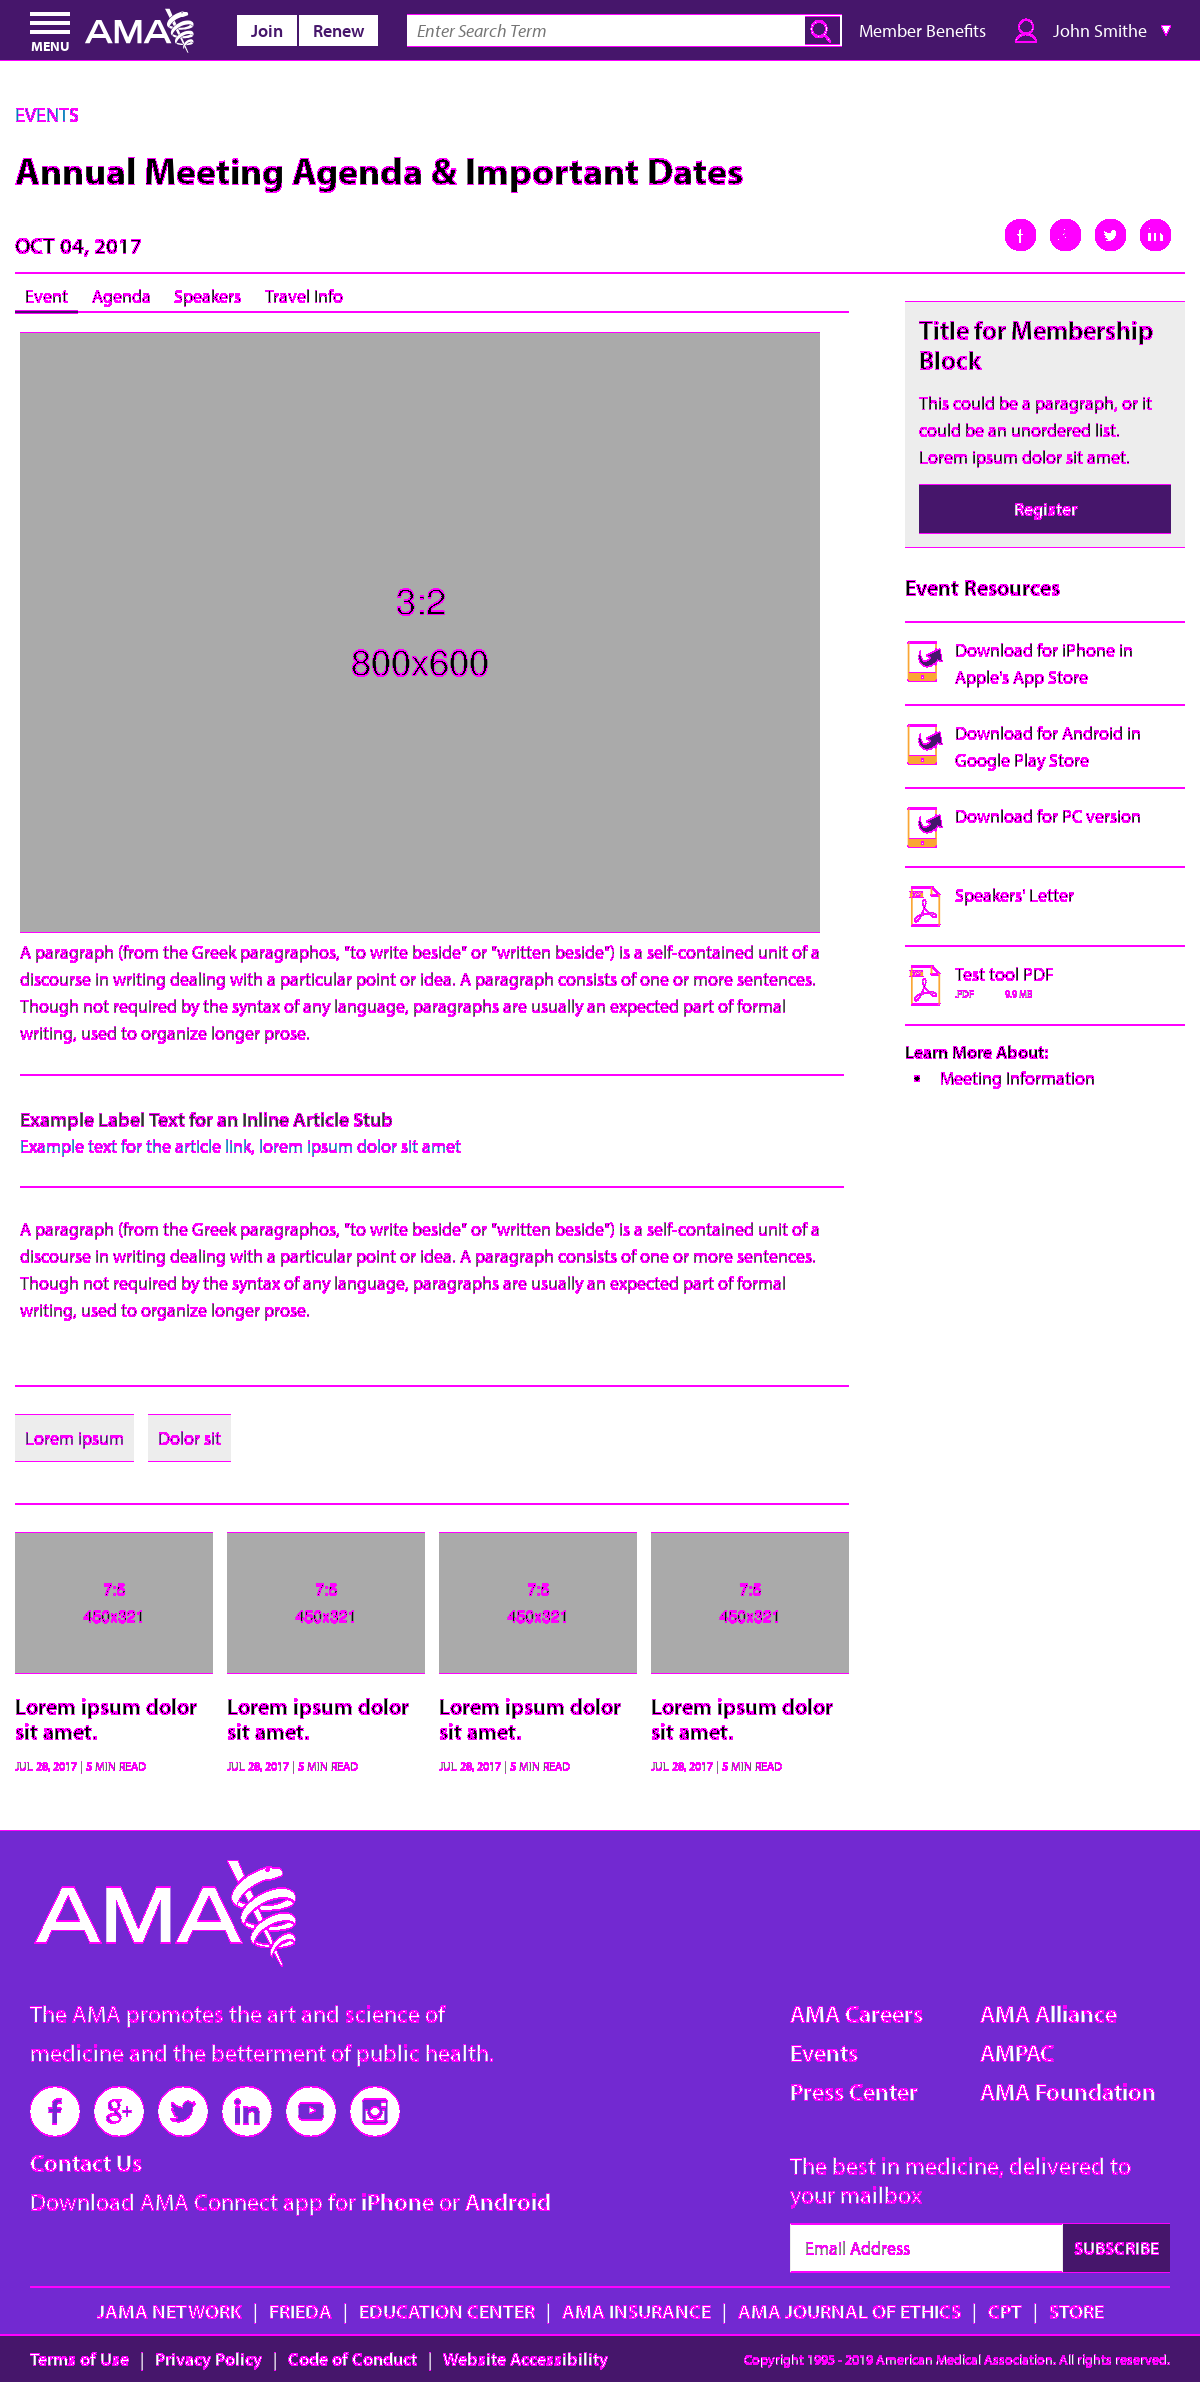 MENU AMA Join Renew Enter Search Term Member Benefits John Smithe ▼
EVENTS
Annual Meeting Agenda & Important Dates
OCT 04, 2017
Event Agenda Speakers Travel Info
3:2
800x600
A paragraph (from the Greek paragraphos, "to write beside" or "written beside") is a self-contained unit of a
discourse in writing dealing with a particular point or idea. A paragraph consists of one or more sentences.
Though not required by the syntax of any language, paragraphs are usually an expected part of formal
writing, used to organize longer prose.
Example Label Text for an Inline Article Stub
Example text for the article link, lorem ipsum dolor sit amet
A paragraph (from the Greek paragraphos, "to write beside" or "written beside") is a self-contained unit of a
discourse in writing dealing with a particular point or idea. A paragraph consists of one or more sentences.
Though not required by the syntax of any language, paragraphs are usually an expected part of formal
writing, used to organize longer prose.
Lorem ipsum Dolor sit
Title for Membership
Block
This could be a paragraph, or it
could be an unordered list.
Lorem ipsum dolor sit amet.
Register
Event Resources
Download for iPhone in
Apple's App Store
Download for Android in
Google Play Store
Download for PC version
Speakers' Letter
Test tool PDF
.PDF
Learn More About:
▪ Meeting Information
7:5 7:5 7:5 7:5
450x321 450x321 450x321 450x321
Lorem ipsum dolor Lorem ipsum dolor Lorem ipsum dolor Lorem ipsum dolor
sit amet. sit amet. sit amet. sit amet.
JUL 28, 2017 | 5 MIN READ JUL 28, 2017 | 5 MIN READ JUL 28, 2017 | 5 MIN READ JUL 28, 2017 | 5 MIN READ
AMA
The AMA promotes the art and science of
medicine and the betterment of public health.
Contact Us
Download AMA Connect app for iPhone or Android
AMA Careers AMA Alliance
Events AMPAC
Press Center AMA Foundation
The best in medicine, delivered to
your mailbox
Email Address SUBSCRIBE
JAMA NETWORK | FRIEDA | EDUCATION CENTER | AMA INSURANCE | AMA JOURNAL OF ETHICS | CPT | STORE
Terms of Use | Privacy Policy | Code of Conduct | Website Accessibility Copyright 1995 - 2019 American Medical Association. All rights reserved.